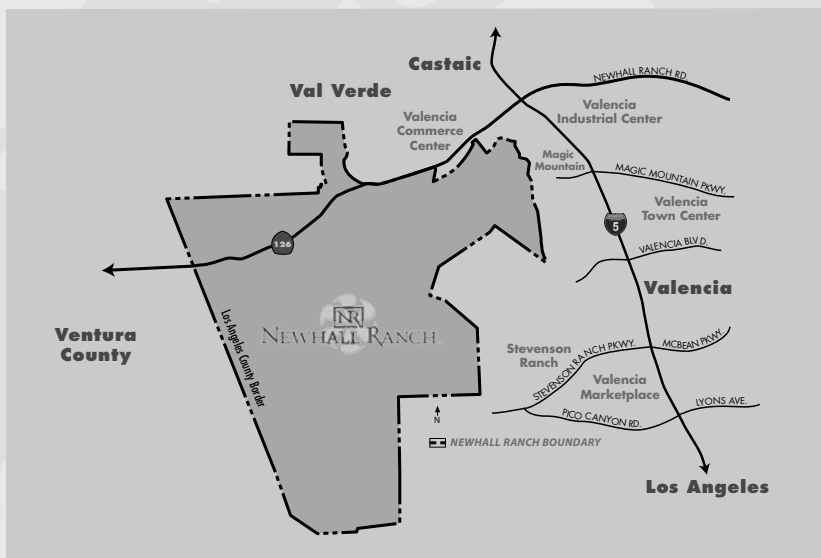 Castaic
NEWHALL RANCH RD.
Val Verde
Valencia
Industrial Center
Valencia
Commerce
Center
Magic
Mountain
MAGIC MOUNTAIN PKWY.
Valencia
Town Center
5
126
VALENCIA BLVD.
Valencia
NR
NEWHALL RANCH
Los Angeles County Border
Ventura
County
Stevenson
Ranch
STEVENSON RANCH PKWY.
MCBEAN PKWY.
Valencia
Marketplace
LYONS AVE.
PICO CANYON RD.
N
NEWHALL RANCH BOUNDARY
Los Angeles